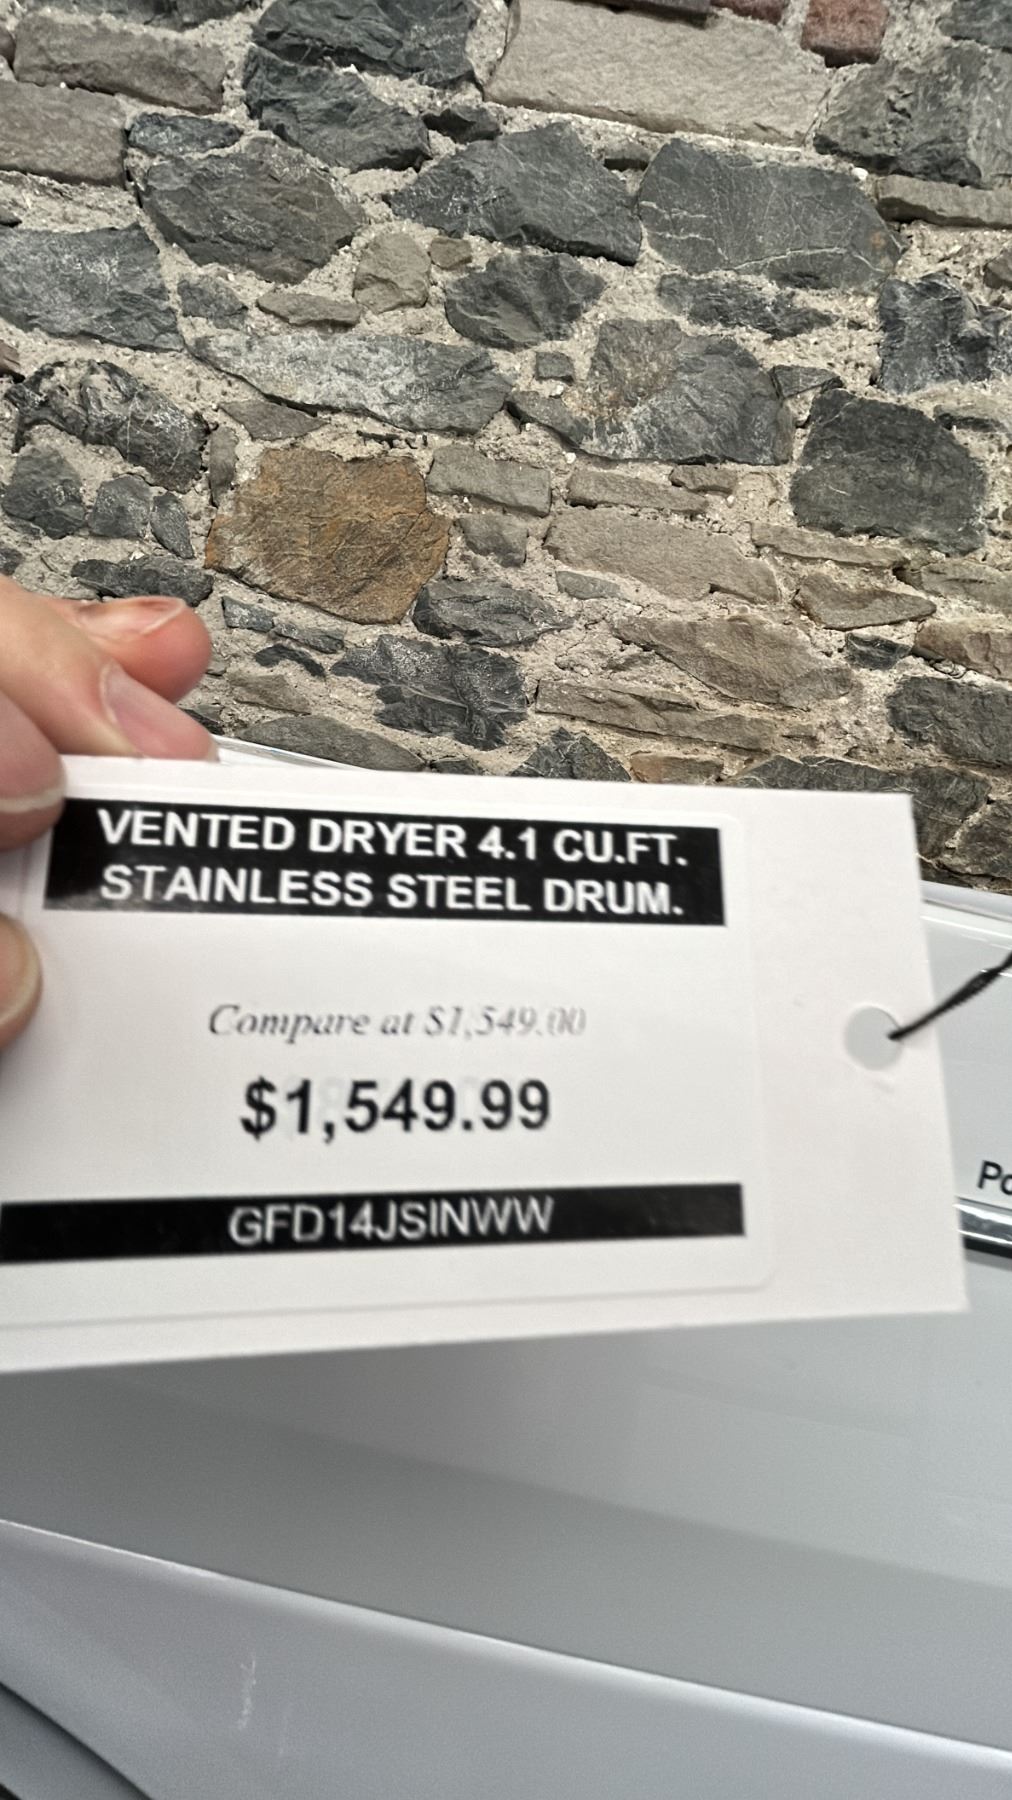 VENTED DRYER 4.1 CU.FT.
STAINLESS STEEL DRUM.
Compare at $1,549.00
$1,549.99
GFD14JSINWW